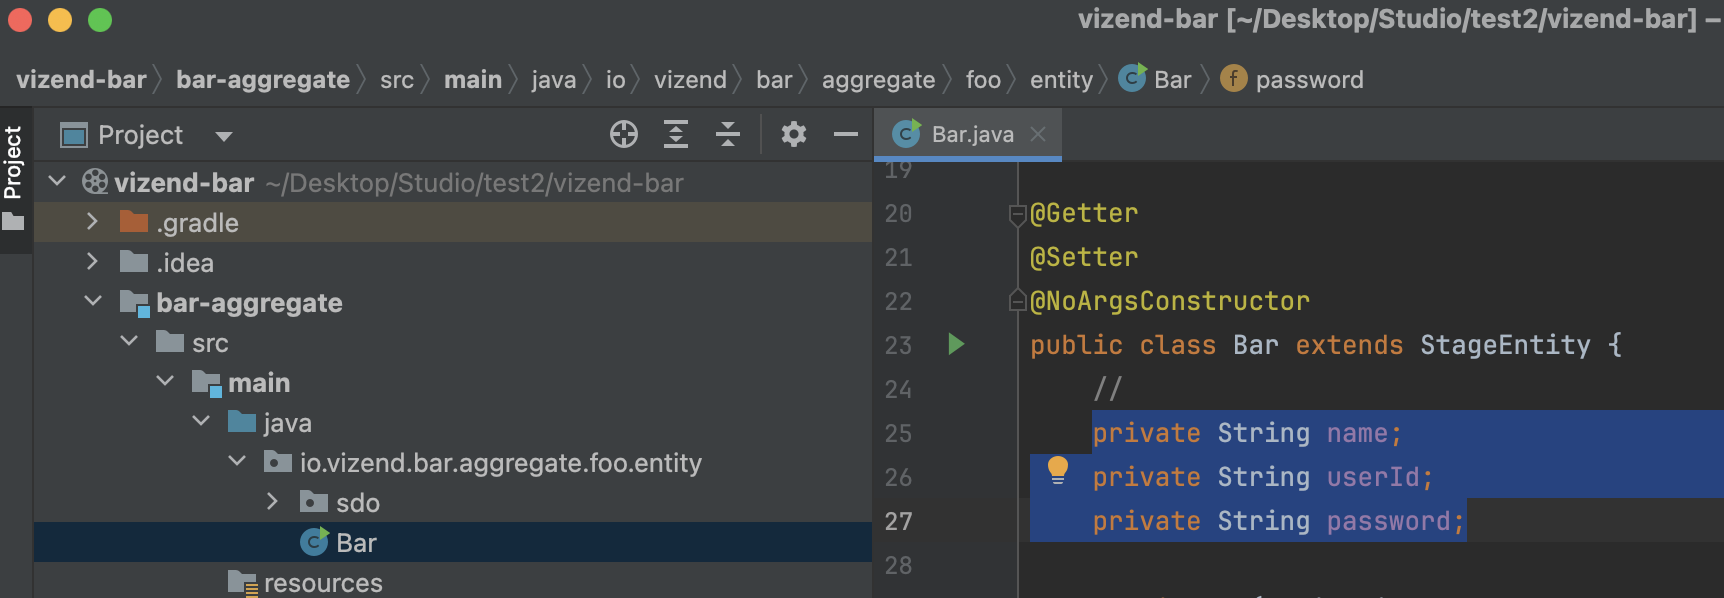 vizend-bar [~/Desktop/Studio/test2/vizend-bar] –
vizend-bar bar-aggregate src main java io vizend bar aggregate foo entity C Bar f password
Project
Project
Bar.java
vizend-bar ~/Desktop/Studio/test2/vizend-bar
.gradle
.idea
bar-aggregate
src
main
java
io.vizend.bar.aggregate.foo.entity
sdo
C Bar
resources
19
20 @Getter
21 @Setter
22 @NoArgsConstructor
23 public class Bar extends StageEntity {
24 //
25 private String name;
26 private String userId;
27 private String password;
28